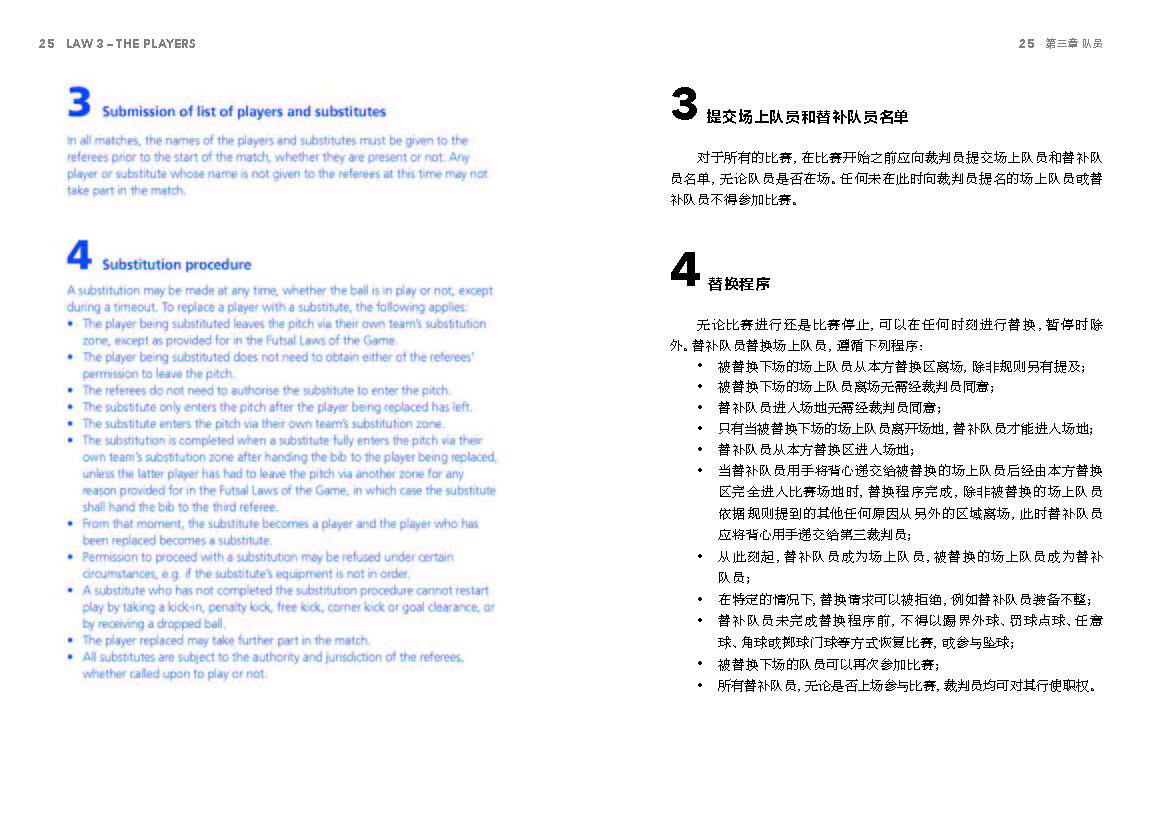 25 LAW 3 – THE PLAYERS
3 Submission of list of players and substitutes
In all matches, the names of the players and substitutes must be given to the
referees prior to the start of the match, whether they are present or not. Any
player or substitute whose name is not given to the referees at this time may not
take part in the match.
4 Substitution procedure
A substitution may be made at any time, whether the ball is in play or not, except
during a timeout. To replace a player with a substitute, the following applies:
• The player being substituted leaves the pitch via their own team's substitution
zone, except as provided for in the Futsal Laws of the Game.
• The player being substituted does not need to obtain either of the referees'
permission to leave the pitch.
• The referees do not need to authorise the substitute to enter the pitch.
• The substitute only enters the pitch after the player being replaced has left.
• The substitute enters the pitch via their own team's substitution zone.
• The substitution is completed when a substitute fully enters the pitch via their
own team's substitution zone after handing the bib to the player being replaced,
unless the latter player has had to leave the pitch via another zone for any
reason provided for in the Futsal Laws of the Game, in which case the substitute
shall hand the bib to the third referee.
• From that moment, the substitute becomes a player and the player who has
been replaced becomes a substitute.
• Permission to proceed with a substitution may be refused under certain
circumstances, e.g. if the substitute's equipment is not in order.
• A substitute who has not completed the substitution procedure cannot restart
play by taking a kick-in, penalty kick, free kick, corner kick or goal clearance, or
by receiving a dropped ball.
• The player replaced may take further part in the match.
• All substitutes are subject to the authority and jurisdiction of the referees,
whether called upon to play or not.
25 第三章 队员
3 提交场上队员和替补队员名单
对于所有的比赛，在比赛开始之前应向裁判员提交场上队员和替补队
员名单，无论队员是否在场。任何未在此时向裁判员提名的场上队员或替
补队员不得参加比赛。
4 替换程序
无论比赛进行还是比赛停止，可以在任何时刻进行替换，暂停时除
外。替补队员替换场上队员，遵循下列程序：
• 被替换下场的场上队员从本方替换区离场，除非规则另有提及；
• 被替换下场的场上队员离场无需经裁判员同意；
• 替补队员进入场地无需经裁判员同意；
• 只有当被替换下场的场上队员离开场地，替补队员才能进入场地；
• 替补队员从本方替换区进入场地；
• 当替补队员用手将背心递交给被替换的场上队员后经由本方替换
区完全进入比赛场地时，替换程序完成，除非被替换的场上队员
依据规则提到的其他任何原因从另外的区域离场，此时替补队员
应将背心用手递交给第三裁判员；
• 从此刻起，替补队员成为场上队员，被替换的场上队员成为替补
队员；
• 在特定的情况下，替换请求可以被拒绝，例如替补队员装备不整；
• 替补队员未完成替换程序前，不得以踢界外球、罚球点球、任意
球、角球或掷球门球等方式恢复比赛，或参与坠球；
• 被替换下场的队员可以再次参加比赛；
• 所有替补队员，无论是否上场参与比赛，裁判员均可对其行使职权。